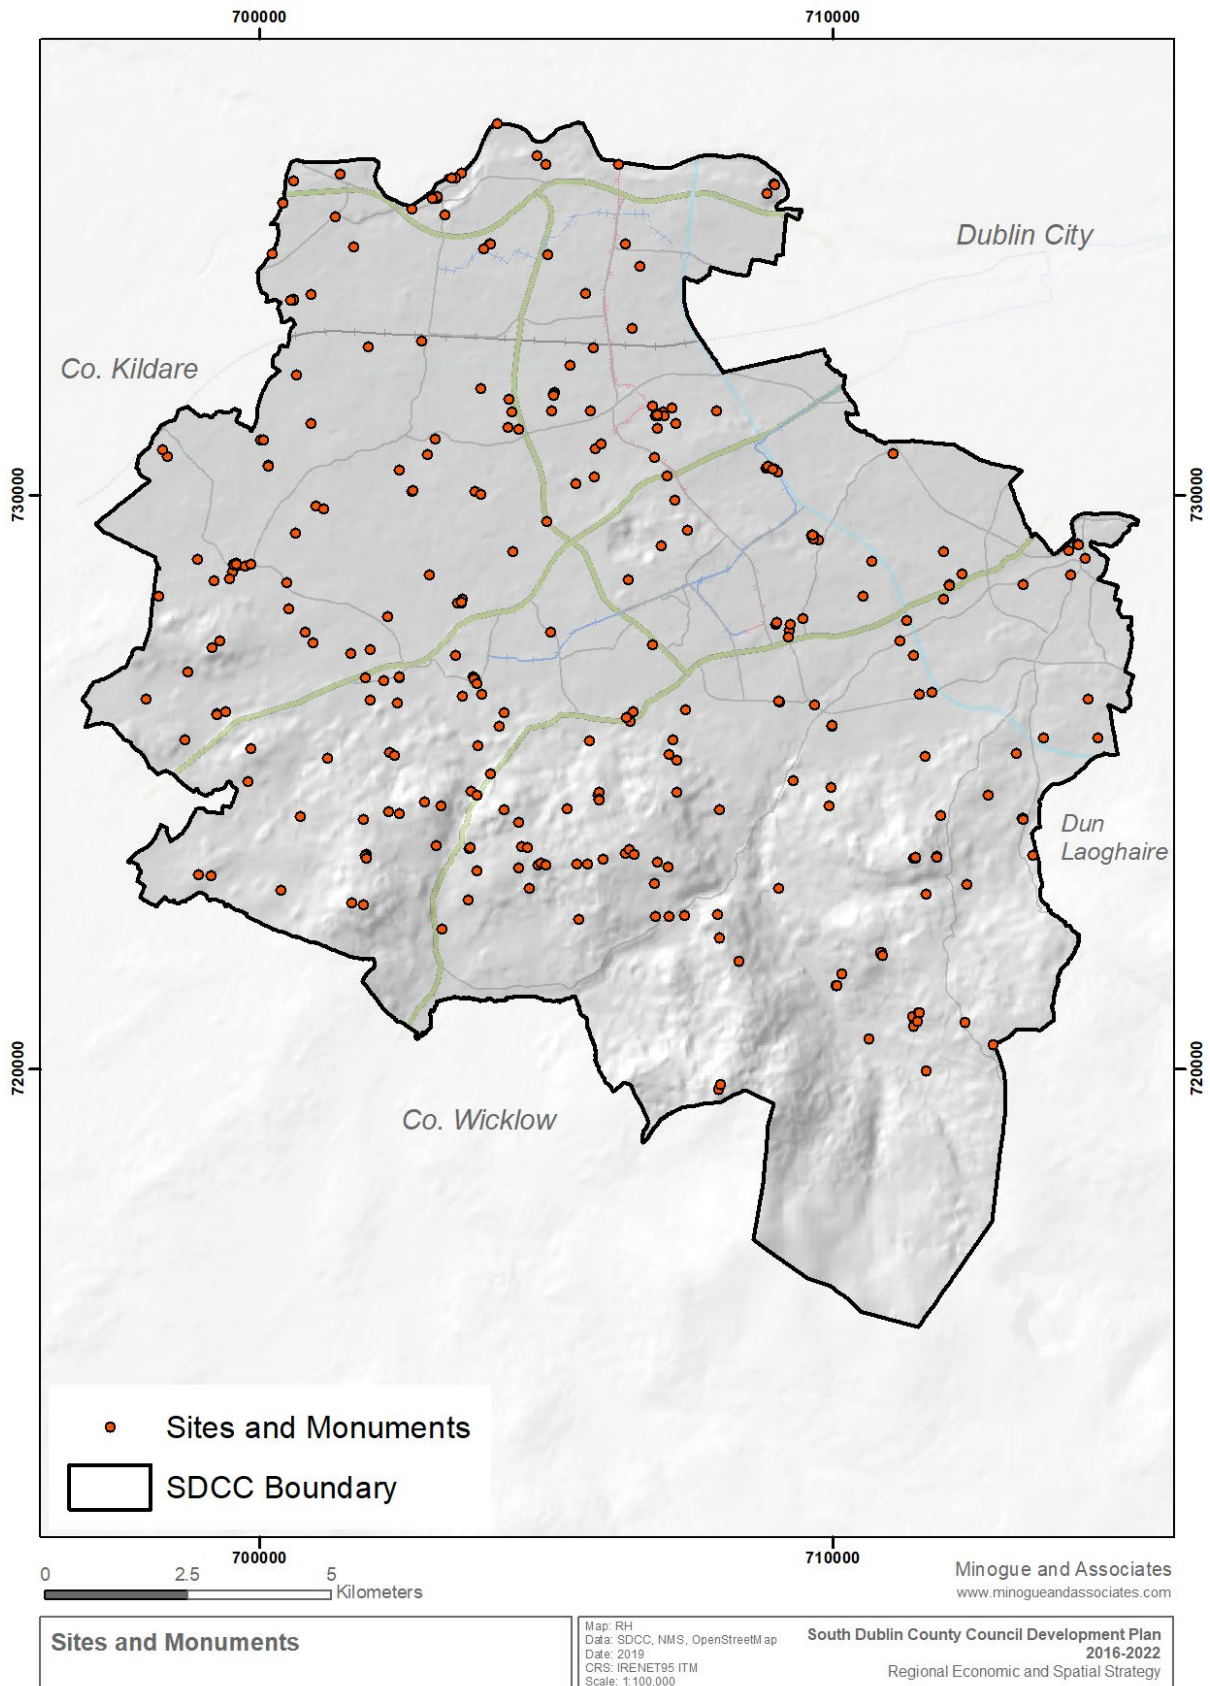 700000
710000
Dublin City
Co. Kildare
730000
730000
Dun
Laoghaire
720000
720000
Co. Wicklow
Sites and Monuments
SDCC Boundary
700000
710000
0
2.5
5
Kilometers
Minogue and Associates
www.minogueandassociates.com
Sites and Monuments
Map: RH
Data: SDCC, NMS, OpenStreetMap
Date: 2019
CRS: IRENET95 ITM
Scale: 1:100,000
South Dublin County Council Development Plan
2016-2022
Regional Economic and Spatial Strategy